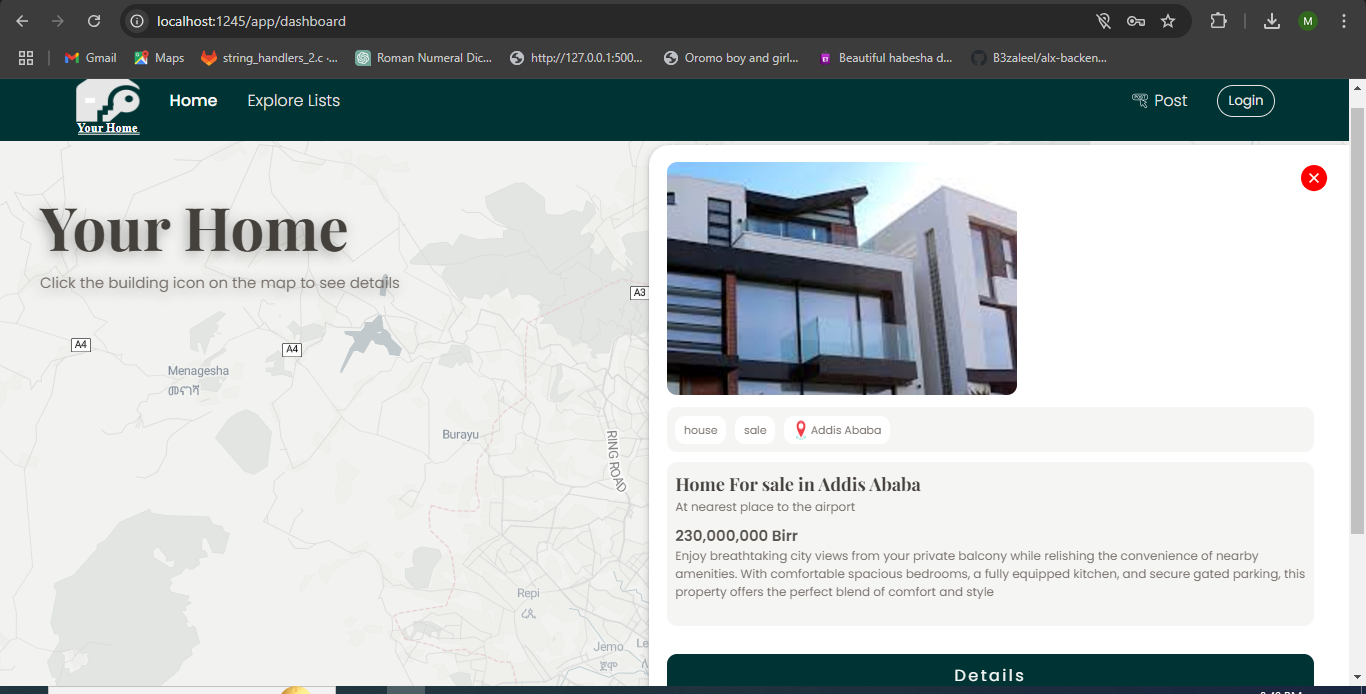 localhost:1245/app/dashboard
M
Gmail
Maps
string_handlers_2.c ·...
Roman Numeral Dic...
http://127.0.0.1:500...
Oromo boy and girl...
Beautiful habesha d...
B3zaleel/alx-backen...
Your Home
Home
Explore Lists
Post
Login
Your Home
Click the building icon on the map to see details
A3
A4
A4
Menagesha
መናገሻ
Burayu
RING ROAD
Repi
Jemo
Le
ጀሞ
house
sale
Addis Ababa
Home For sale in Addis Ababa
At nearest place to the airport
230,000,000 Birr
Enjoy breathtaking city views from your private balcony while relishing the convenience of nearby
amenities. With comfortable spacious bedrooms, a fully equipped kitchen, and secure gated parking, this
property offers the perfect blend of comfort and style
Details